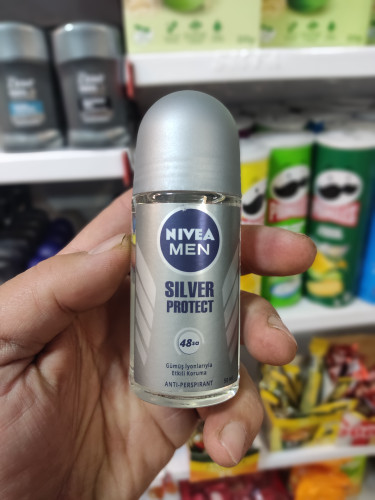 NIVEA
MEN
SILVER
PROTECT
48sa
Gümüş İyonlarıyla
Etkili Koruma
ANTI-PERSPIRANT